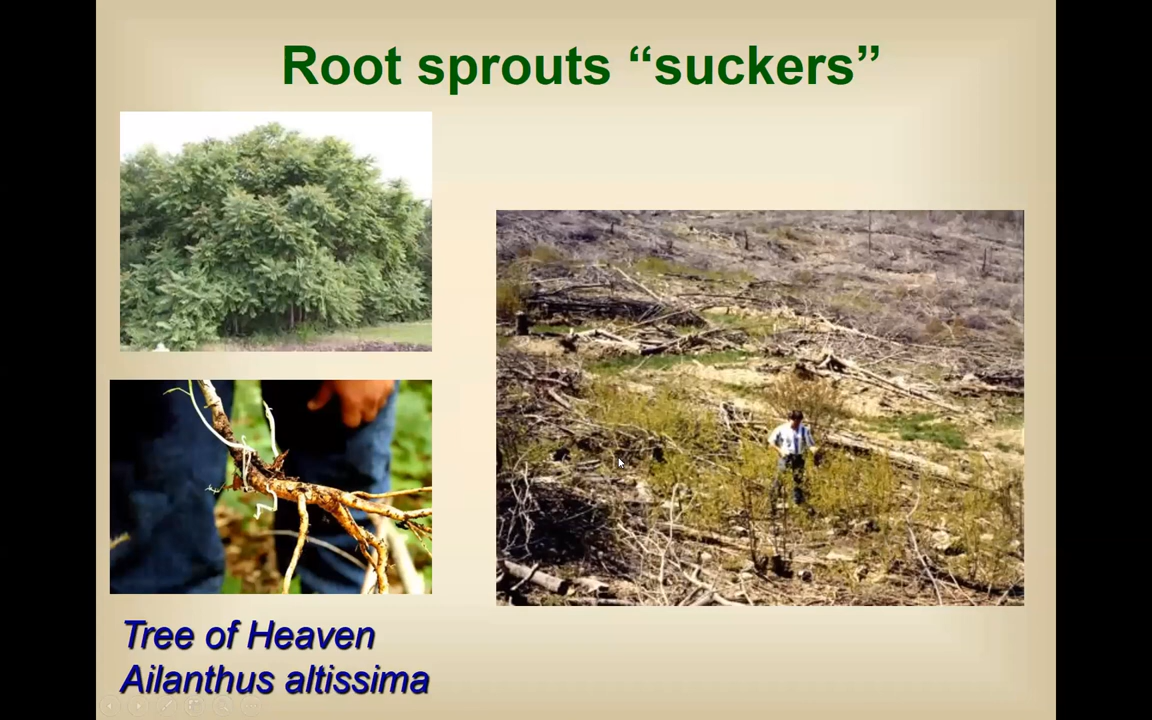 Root sprouts “suckers”
Tree of Heaven
Ailanthus altissima